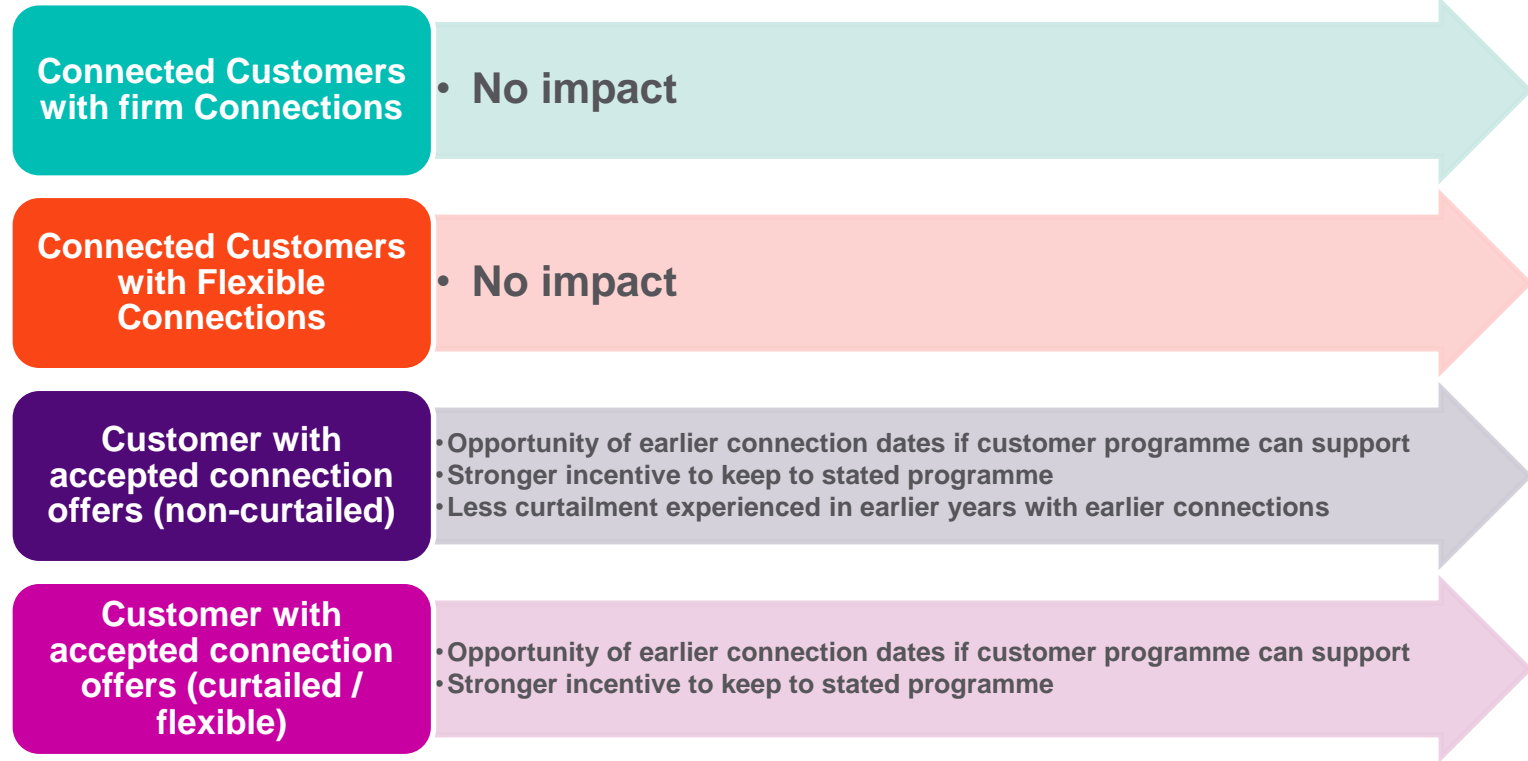 Connected Customers
with firm Connections
• No impact
Connected Customers
with Flexible
Connections
• No impact
Customer with
accepted connection
offers (non-curtailed)
•Opportunity of earlier connection dates if customer programme can support
•Stronger incentive to keep to stated programme
•Less curtailment experienced in earlier years with earlier connections
Customer with
accepted connection
offers (curtailed /
flexible)
•Opportunity of earlier connection dates if customer programme can support
•Stronger incentive to keep to stated programme